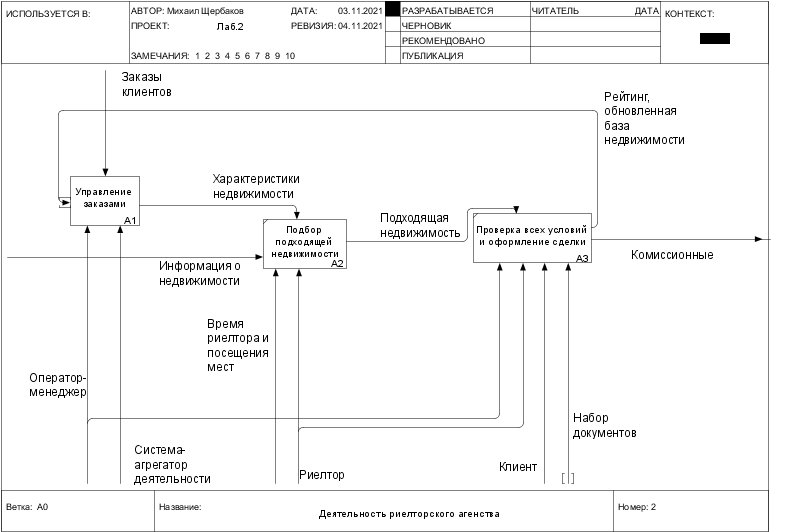 ИСПОЛЬЗУЕТСЯ В:
АВТОР: Михаил Щербаков
ДАТА: 03.11.2021
РАЗРАБАТЫВАЕТСЯ
ЧИТАТЕЛЬ
ДАТА
КОНТЕКСТ:
ПРОЕКТ: Лаб.2
РЕВИЗИЯ: 04.11.2021
ЧЕРНОВИК
РЕКОМЕНДОВАНО
ЗАМЕЧАНИЯ: 1 2 3 4 5 6 7 8 9 10
ПУБЛИКАЦИЯ
Заказы
клиентов
Рейтинг,
обновленная
база
недвижимости
Управление
заказами
A1
Характеристики
недвижимости
Подбор
подходящей
недвижимости
A2
Подходящая
недвижимость
Проверка всех условий
и оформление сделки
A3
Комиссионные
Информация о
недвижимости
Время
риелтора и
посещения
мест
Оператор-
менеджер
Набор
документов
Система-
агрегатор
деятельности
Риелтор
Клиент
Ветка: A0
Название:
Деятельность риелторского агенства
Номер: 2